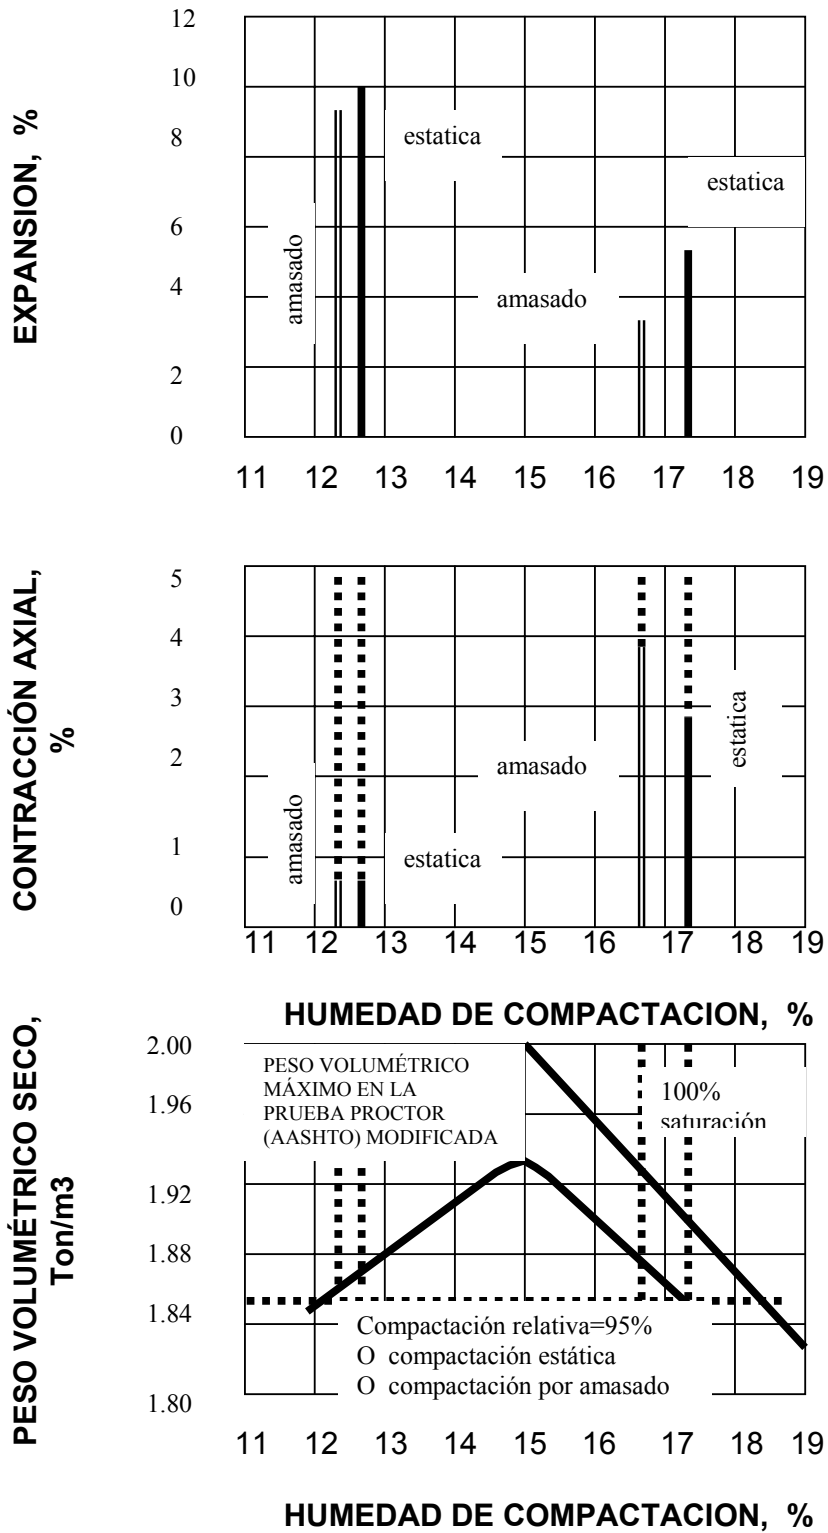 EXPANSION, %
12
10
8
6
4
2
0
amasado
estatica
amasado
estatica
11 12 13 14 15 16 17 18 19
CONTRACCIÓN AXIAL,
%
5
4
3
2
1
0
amasado
estatica
amasado
estatica
11 12 13 14 15 16 17 18 19
HUMEDAD DE COMPACTACION, %
PESO VOLUMÉTRICO SECO,
Ton/m3
2.00
1.96
1.92
1.88
1.84
1.80
PESO VOLUMÉTRICO
MÁXIMO EN LA
PRUEBA PROCTOR
(AASHTO) MODIFICADA
100%
saturación
Compactación relativa=95%
O compactación estática
O compactación por amasado
11 12 13 14 15 16 17 18 19
HUMEDAD DE COMPACTACION, %